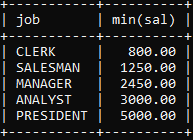 +-----------+----------+
| job       | min(sal) |
+-----------+----------+
| CLERK     |   800.00 |
| SALESMAN  |  1250.00 |
| MANAGER   |  2450.00 |
| ANALYST   |  3000.00 |
| PRESIDENT |  5000.00 |
+-----------+----------+